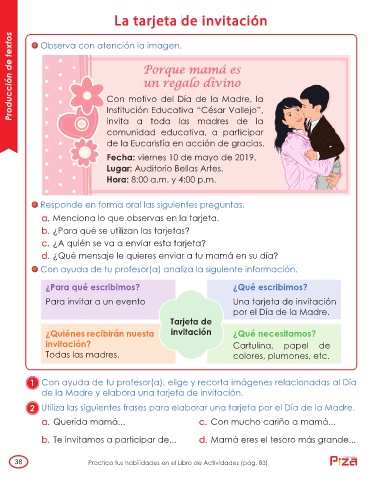 La tarjeta de invitación
Producción de textos
Observa con atención la imagen.
Porque mamá es
un regalo divino
Con motivo del Día de la Madre, la
Institución Educativa “César Vallejo”,
invita a toda las madres de la
comunidad educativa, a participar
de la Eucaristía en acción de gracias.
Fecha: viernes 10 de mayo de 2019.
Lugar: Auditorio Bellas Artes.
Hora: 8:00 a.m. y 4:00 p.m.
Responde en forma oral las siguientes preguntas.
a. Menciona lo que observas en la tarjeta.
b. ¿Para qué se utilizan las tarjetas?
c. ¿A quién se va a enviar esta tarjeta?
d. ¿Qué mensaje le quieres enviar a tu mamá en su día?
Con ayuda de tu profesor(a) analiza la siguiente información.
¿Para qué escribimos?
Para invitar a un evento
¿Qué escribimos?
Una tarjeta de invitación
por el Día de la Madre.
Tarjeta de
invitación
¿Quiénes recibirán nuesta
invitación?
Todas las madres.
¿Qué necesitamos?
Cartulina, papel de
colores, plumones, etc.
1 Con ayuda de tu profesor(a), elige y recorta imágenes relacionadas al Día
de la Madre y elabora una tarjeta de invitación.
2 Utiliza las siguientes frases para elaborar una tarjeta por el Día de la Madre.
a. Querida mamá...
c. Con mucho cariño a mamá...
b. Te invitamos a participar de...
d. Mamá eres el tesoro más grande...
38
Practica tus habilidades en el Libro de Actividades (pág. 83)